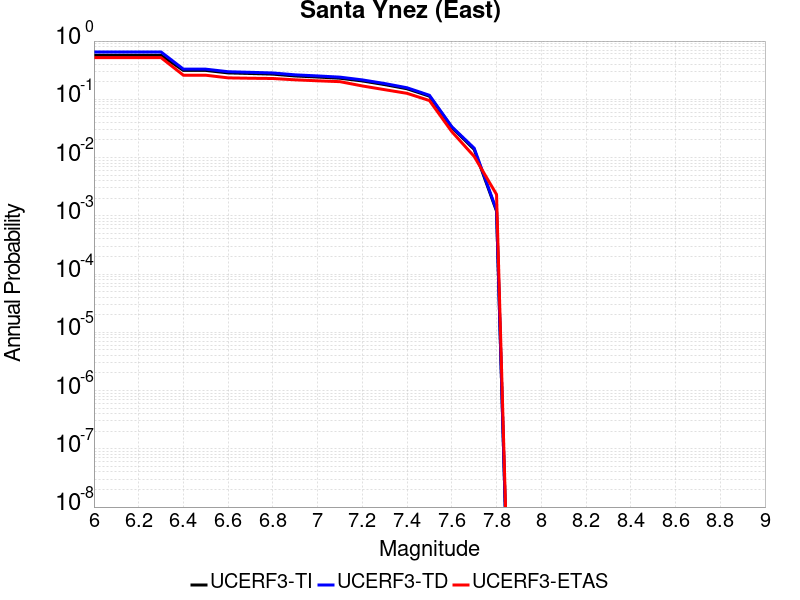 Santa Ynez (East)
10^0
10^-1
10^-2
10^-3
10^-4
10^-5
10^-6
10^-7
10^-8
Annual Probability
6 6.2 6.4 6.6 6.8 7 7.2 7.4 7.6 7.8 8 8.2 8.4 8.6 8.8 9
Magnitude
UCERF3-TI UCERF3-TD UCERF3-ETAS